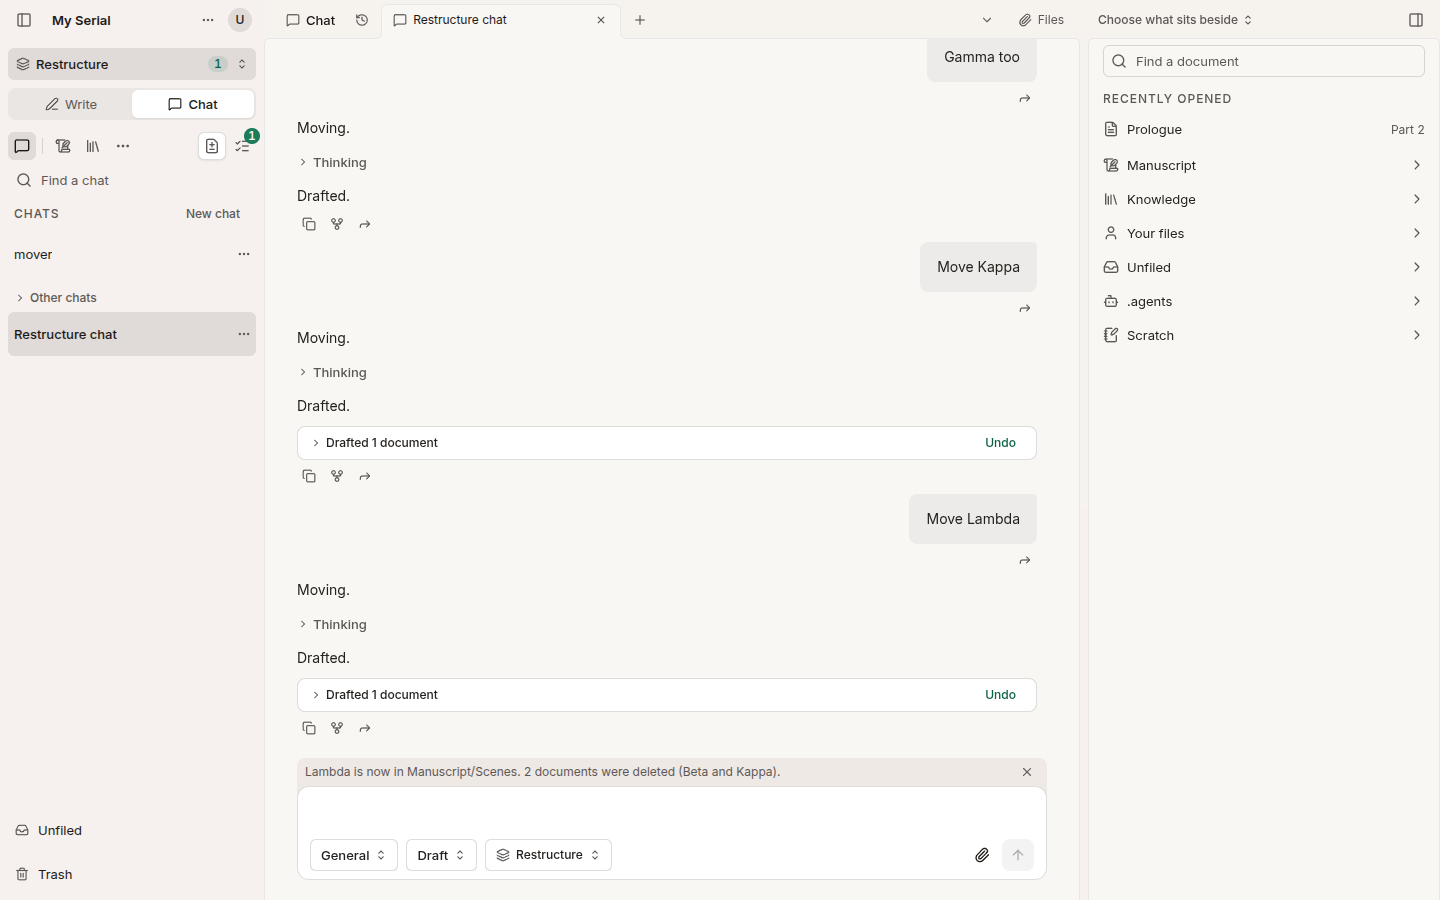 My Serial
U
Restructure
1
Write
Chat
1
Find a chat
CHATS
New chat
mover
Other chats
Restructure chat
Unfiled
Trash
Chat
Restructure chat
Files
Gamma too
Moving.
Thinking
Drafted.
Move Kappa
Moving.
Thinking
Drafted.
Drafted 1 document
Undo
Move Lambda
Moving.
Thinking
Drafted.
Drafted 1 document
Undo
Lambda is now in Manuscript/Scenes. 2 documents were deleted (Beta and Kappa).
General
Draft
Restructure
Choose what sits beside
Find a document
RECENTLY OPENED
Prologue
Part 2
Manuscript
Knowledge
Your files
Unfiled
.agents
Scratch